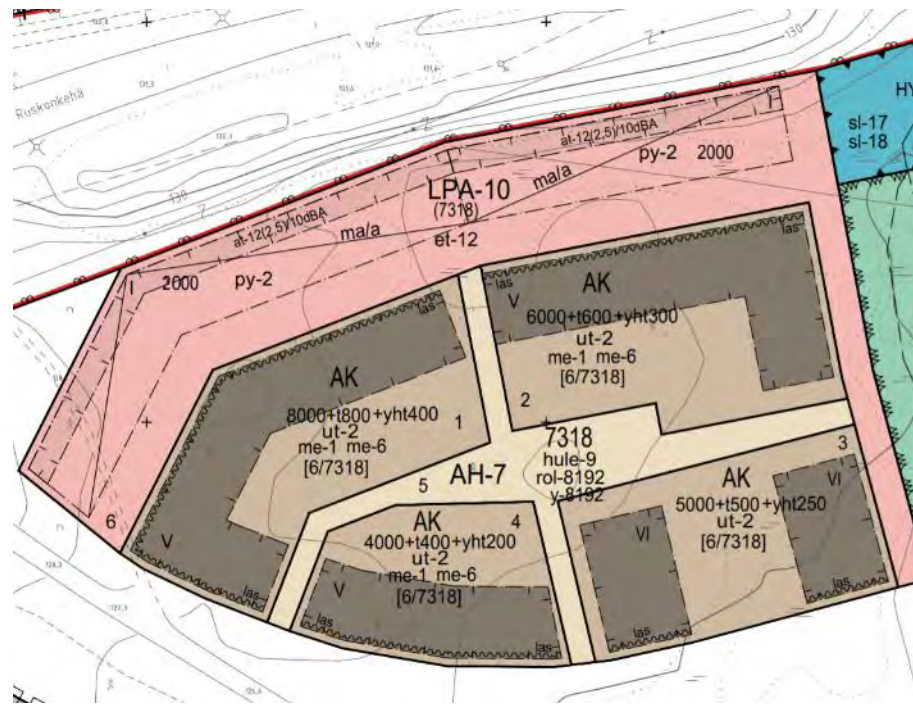 Ruskonkehä
130
HY
sl-17
sl-18
at-12(2,5)/10dBA
py-2 2000
LPA-10
(7318)
ma/a
at-12(2,5)/10dBA
ma/a
et-12
130
I
I
2000 py-2
las
las
V
AK
6000+t600+yht300
ut-2
me-1 me-6
[6/7318]
las
AK
8000+t800+yht400
ut-2
me-1 me-6
[6/7318]
1
2
7318
hule-9
rol-8192
y-8192
3
5
AH-7
AK
5000+t500+yht250
ut-2
[6/7318]
VI
VI
4
AK
4000+t400+yht200
ut-2
me-1 me-6
[6/7318]
6
V
V
las
las
las
las